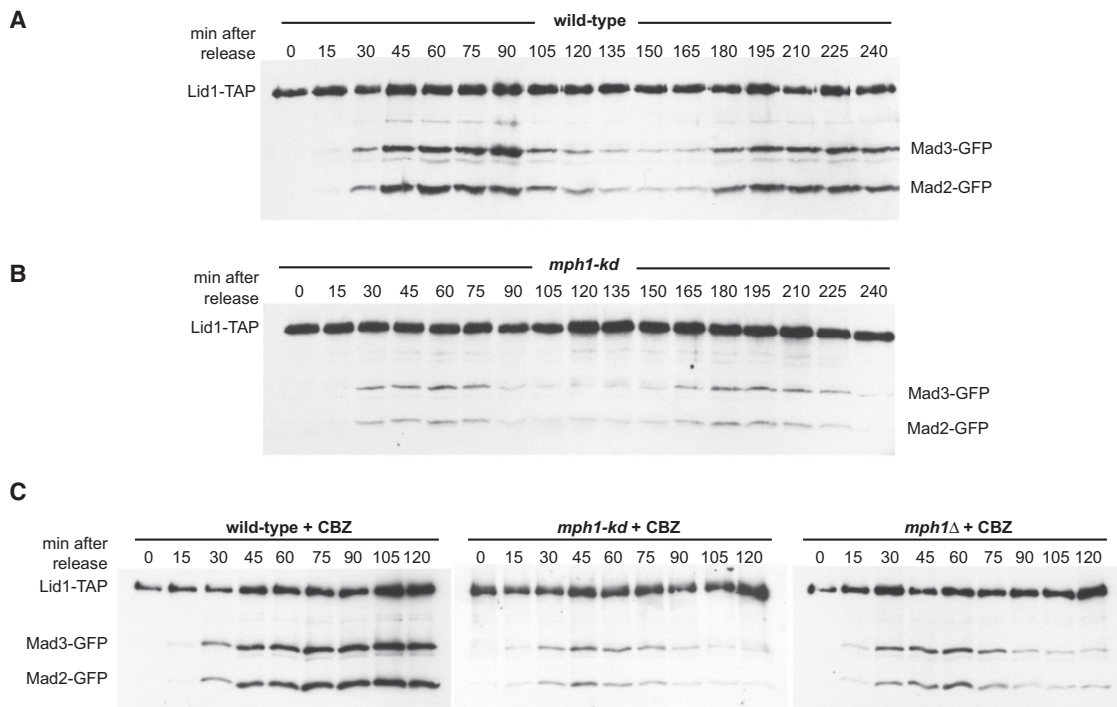 A
wild-type
min after
release
0 15 30 45 60 75 90 105 120 135 150 165 180 195 210 225 240
Lid1-TAP
Mad3-GFP
Mad2-GFP
B
mph1-kd
min after
release
0 15 30 45 60 75 90 105 120 135 150 165 180 195 210 225 240
Lid1-TAP
Mad3-GFP
Mad2-GFP
C
wild-type + CBZ mph1-kd + CBZ mph1Δ + CBZ
min after
release
0 15 30 45 60 75 90 105 120 0 15 30 45 60 75 90 105 120 0 15 30 45 60 75 90 105 120
Lid1-TAP
Mad3-GFP
Mad2-GFP